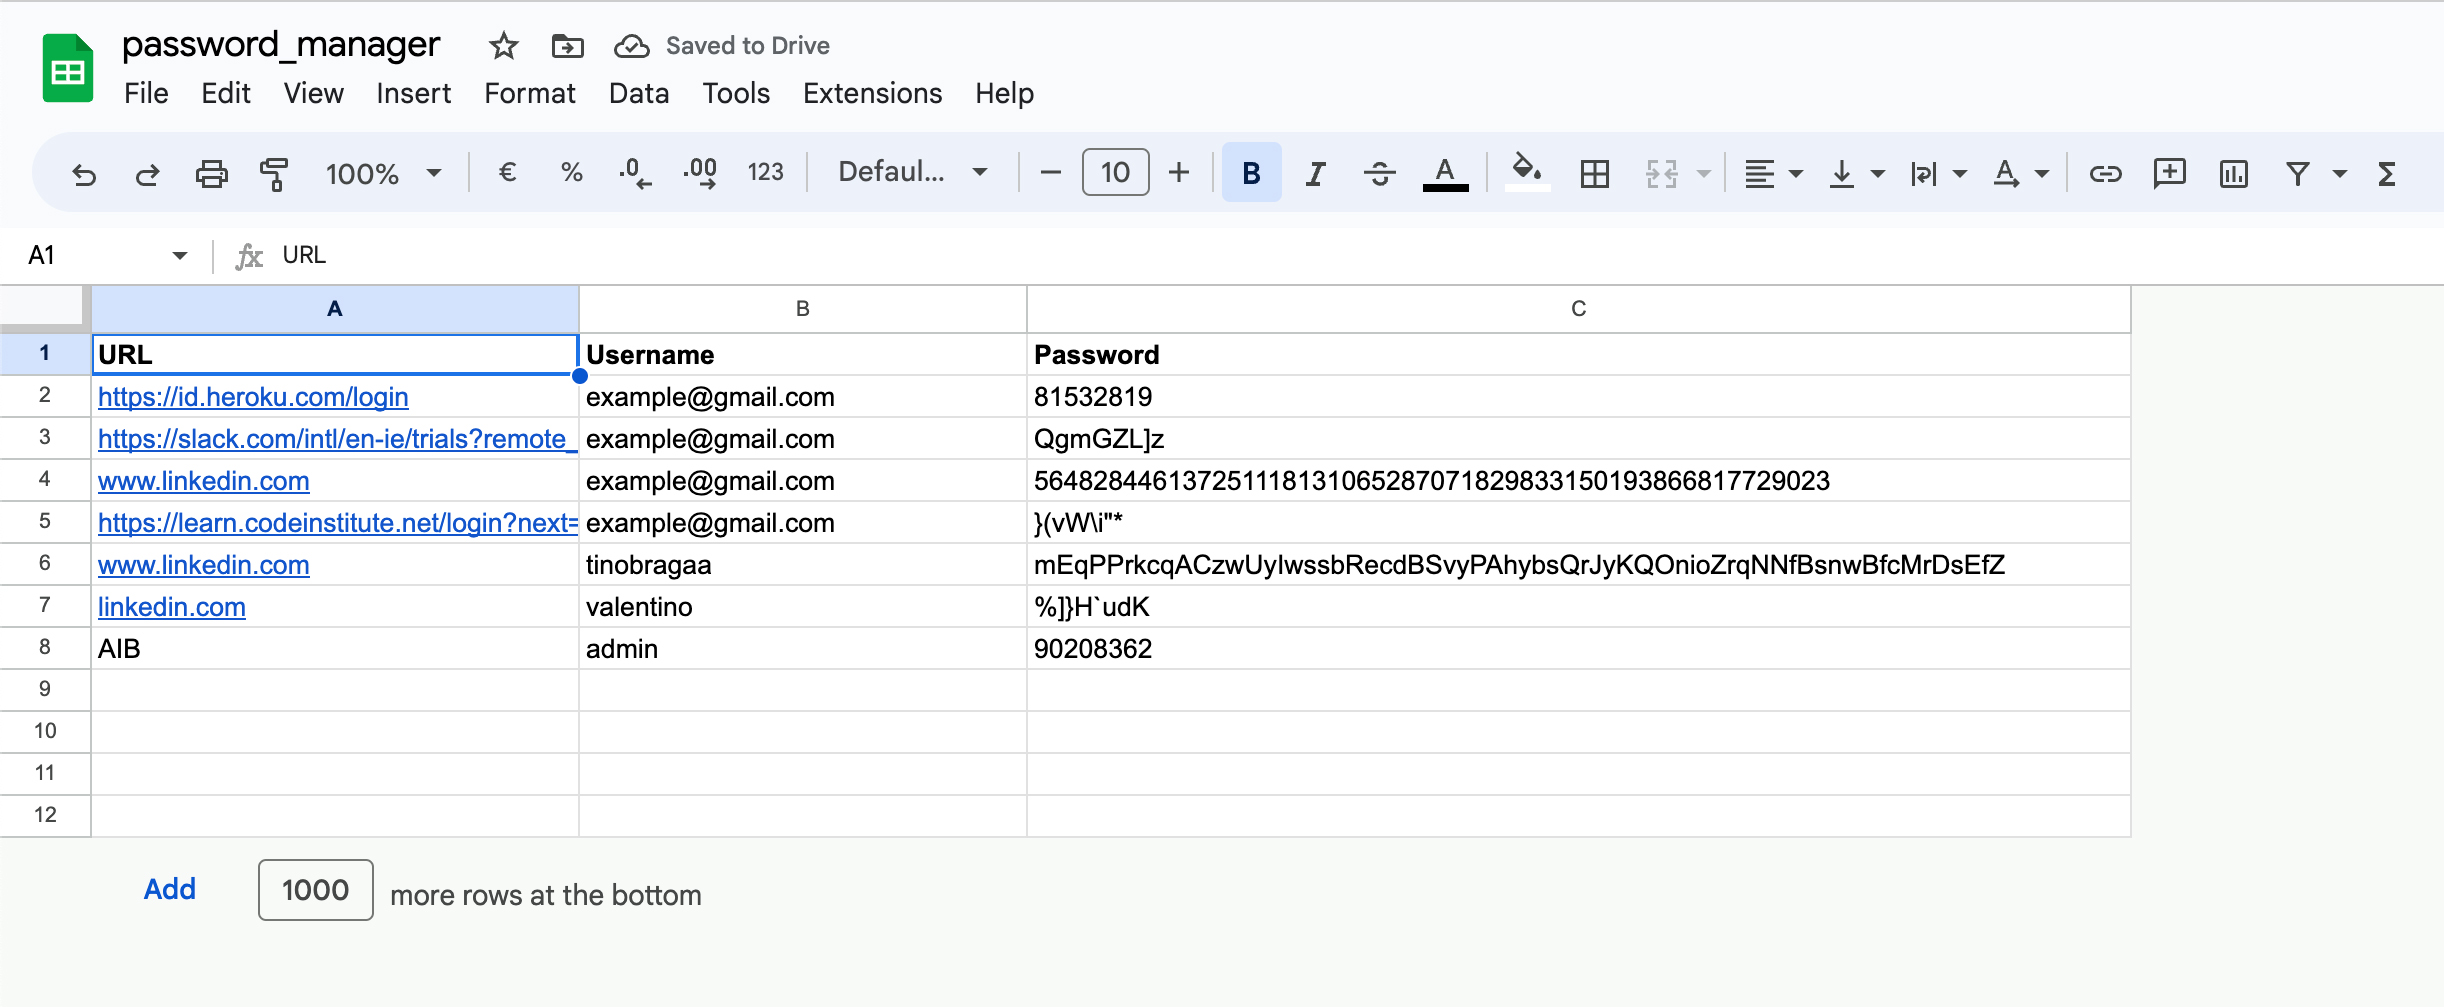 password_manager Saved to Drive
File Edit View Insert Format Data Tools Extensions Help
100% € % .0 .00 123 Defaul... 10 B I S A A Σ
A1 fx URL
A B C
1 URL Username Password
2 https://id.heroku.com/login example@gmail.com 81532819
3 https://slack.com/intl/en-ie/trials?remote_ example@gmail.com QgmGZL]z
4 www.linkedin.com example@gmail.com 564828446137251118131065287071829833150193866817729023
5 https://learn.codeinstitute.net/login?next= example@gmail.com }(vW\i"*
6 www.linkedin.com tinobragaa mEqPPrkcqACzwUyIwssbRecdBSvyPAhybsQrJyKQOnioZrqNNfBsnwBfcMrDsEfZ
7 linkedin.com valentino %]}H`udK
8 AIB admin 90208362
9
10
11
12
Add 1000 more rows at the bottom